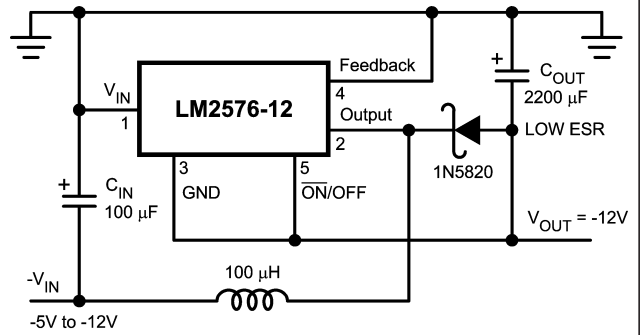 Feedback
+
C_OUT
V_IN
4
2200 µF
LM2576-12
Output
1
2
LOW ESR
3
5
1N5820
+
C_IN
GND
ON/OFF
100 µF
V_OUT = -12V
-V_IN
100 µH
-5V to -12V